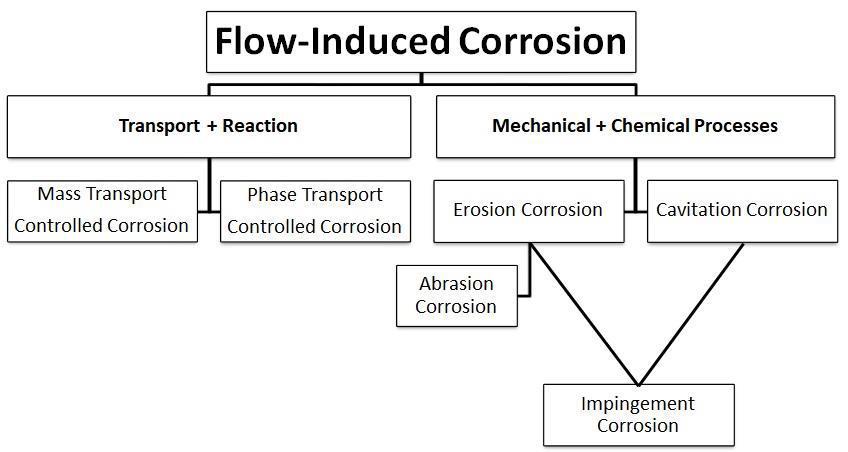 Flow-Induced Corrosion
Transport + Reaction
Mechanical + Chemical Processes
Mass Transport
Controlled Corrosion
Phase Transport
Controlled Corrosion
Erosion Corrosion
Cavitation Corrosion
Abrasion
Corrosion
Impingement
Corrosion